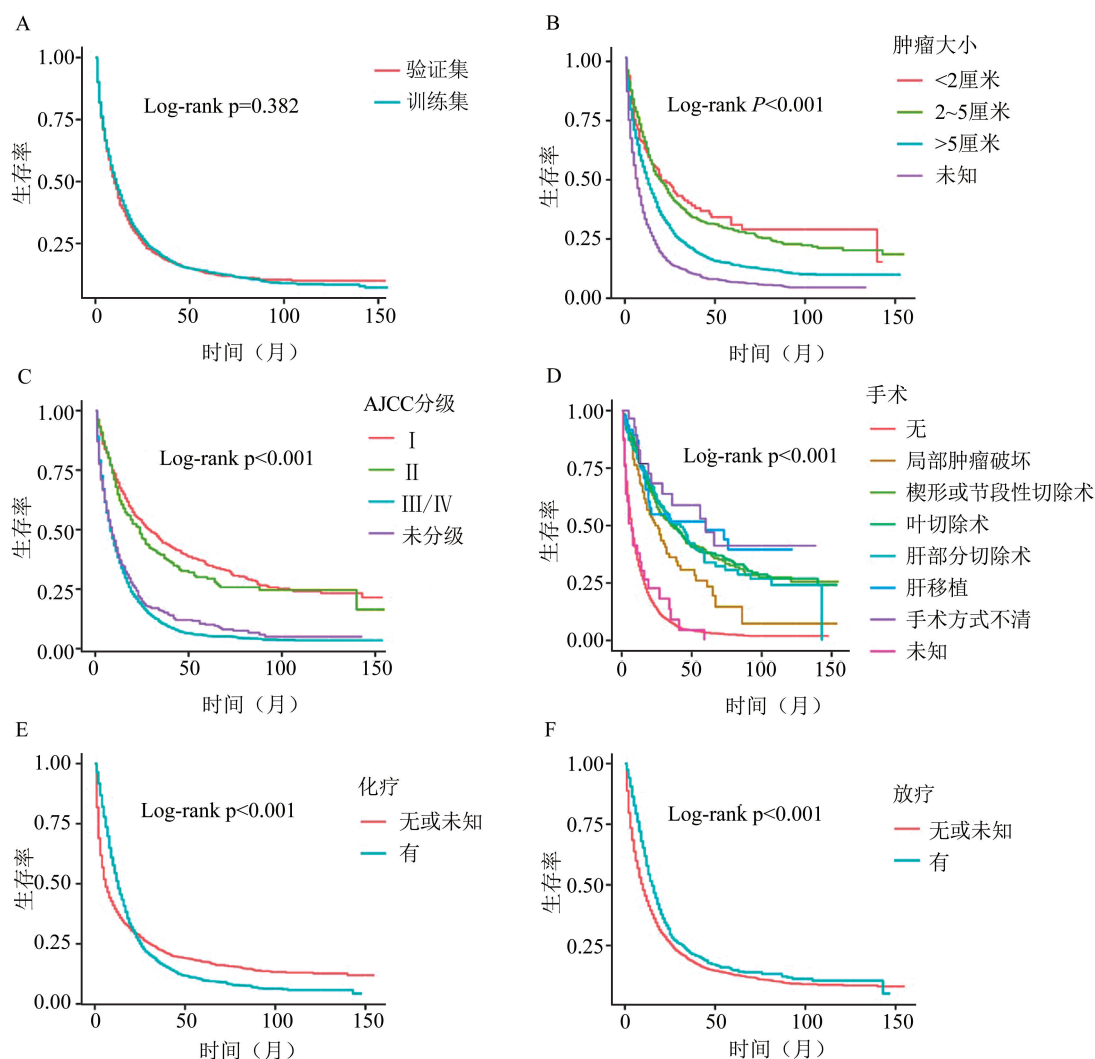 A
1.00
0.75
0.50
0.25
生存率
Log-rank p=0.382
验证集
训练集
0
50
100
150
时间（月）
B
1.00
0.75
0.50
0.25
0.00
生存率
Log-rank P<0.001
肿瘤大小
<2厘米
2~5厘米
>5厘米
未知
0
50
100
150
时间（月）
C
1.00
0.75
0.50
0.25
0.00
生存率
Log-rank p<0.001
AJCC分级
Ⅰ
Ⅱ
Ⅲ/Ⅳ
未分级
0
50
100
150
时间（月）
D
1.00
0.75
0.50
0.25
0.00
生存率
Log-rank p<0.001
手术
无
局部肿瘤破坏
楔形或节段性切除术
叶切除术
肝部分切除术
肝移植
手术方式不清
未知
0
50
100
150
时间（月）
E
1.00
0.75
0.50
0.25
0.00
生存率
Log-rank p<0.001
化疗
无或未知
有
0
50
100
150
时间（月）
F
1.00
0.75
0.50
0.25
生存率
Log-rank p<0.001
放疗
无或未知
有
0
50
100
150
时间（月）